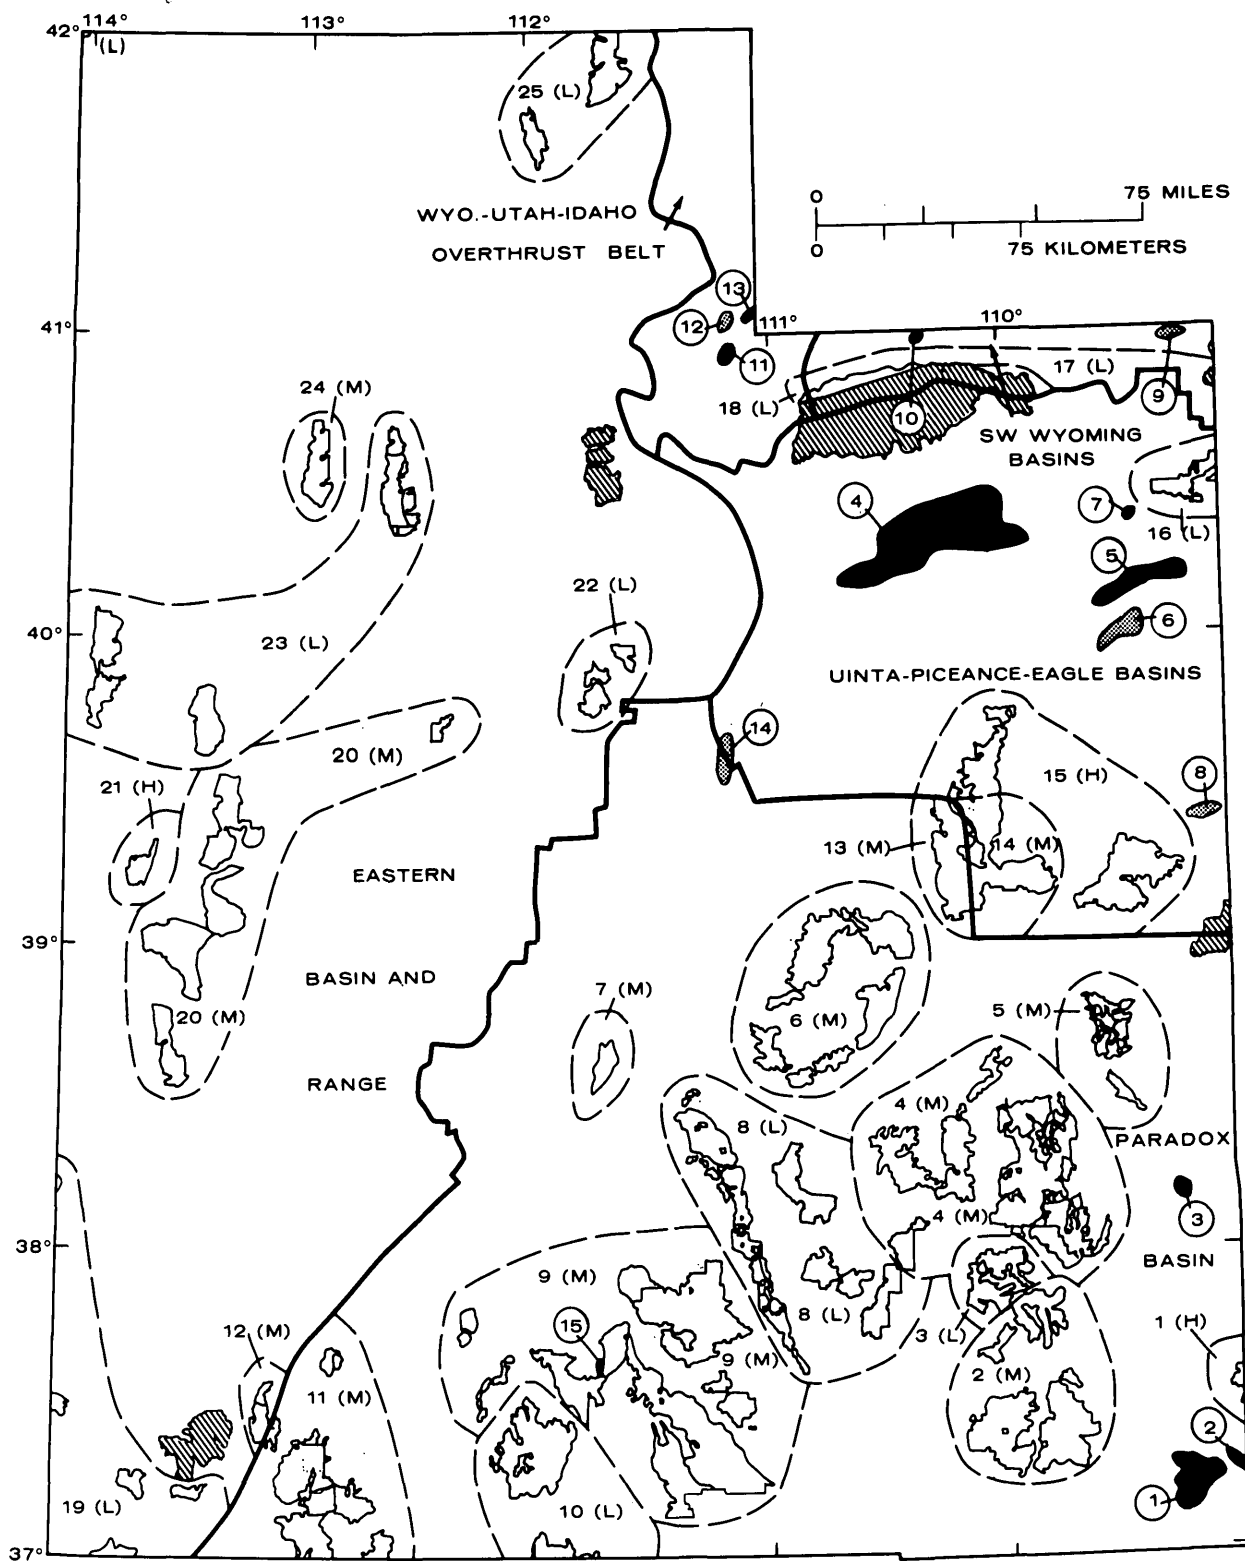 114° 113° 112°
42°
(L)
25 (L)
WYO.-UTAH-IDAHO
OVERTHRUST BELT
0 75 MILES
0 75 KILOMETERS
13
12
11
41°
111° 110°
17 (L)
18 (L)
10
9
24 (M)
SW WYOMING
BASINS
4
7
16 (L)
5
22 (L)
6
40°
23 (L)
UINTA-PICEANCE-EAGLE BASINS
14
20 (M)
15 (H)
8
21 (H)
13 (M)
14 (M)
EASTERN
39°
BASIN AND
7 (M)
5 (M)
20 (M)
6 (M)
RANGE
4 (M)
8 (L)
PARADOX
3
4 (M)
38°
BASIN
9 (M)
8 (L)
1 (H)
12 (M)
15
3 (L)
9 (M)
2 (M)
11 (M)
2
1
19 (L)
10 (L)
37°